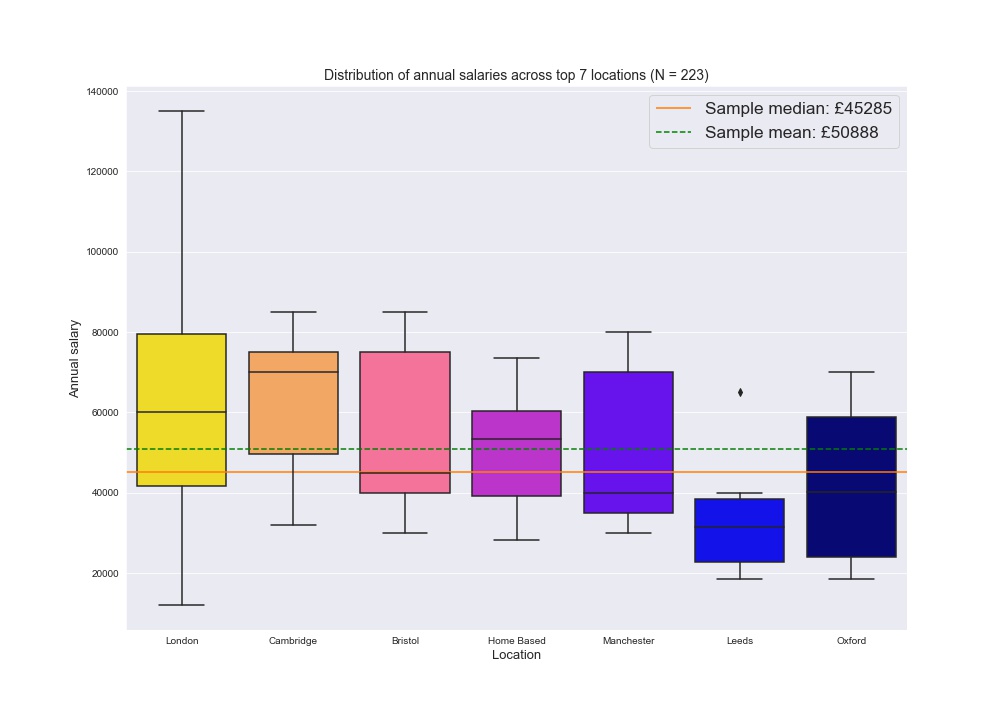 Distribution of annual salaries across top 7 locations (N = 223)
Sample median: £45285
Sample mean: £50888
140000
120000
100000
80000
60000
40000
20000
Annual salary
London
Cambridge
Bristol
Home Based
Manchester
Leeds
Oxford
Location